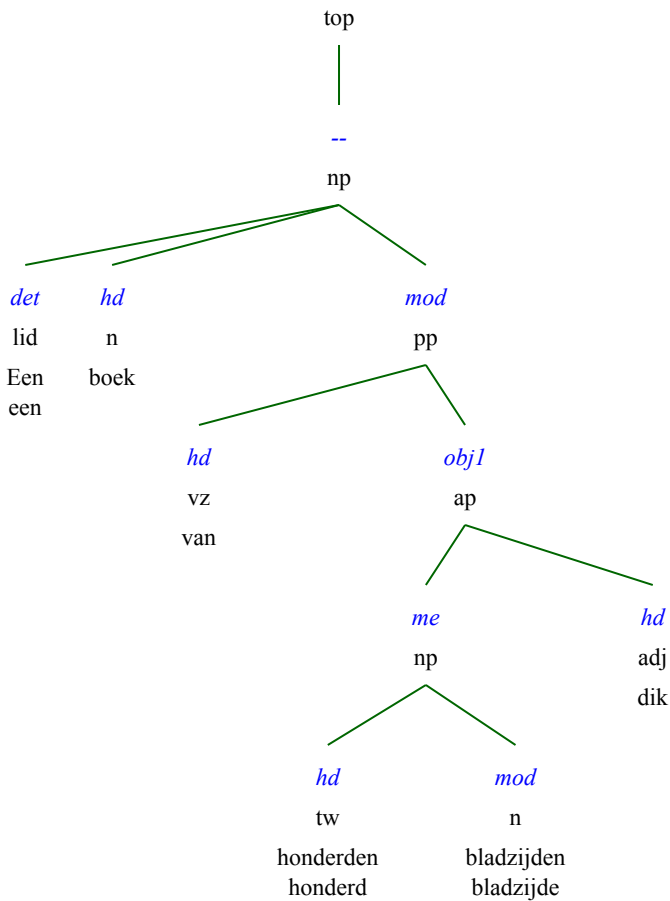 top
--
np
det hd mod
lid n pp
Een boek
een
hd obj1
vz ap
van
me hd
np adj
dik
hd mod
tw n
honderden bladzijden
honderd bladzijde